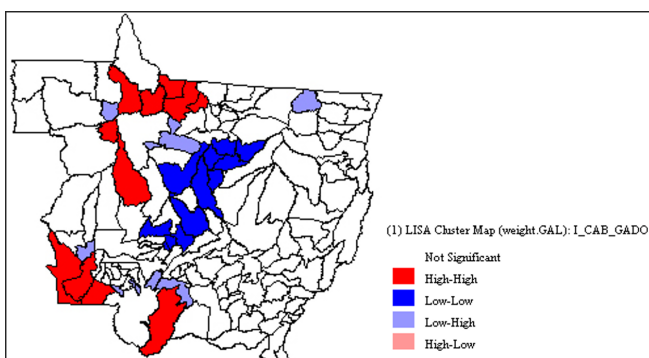 (1) LISA Cluster Map (weight.GAL): I_CAB_GADO
Not Significant
High-High
Low-Low
Low-High
High-Low